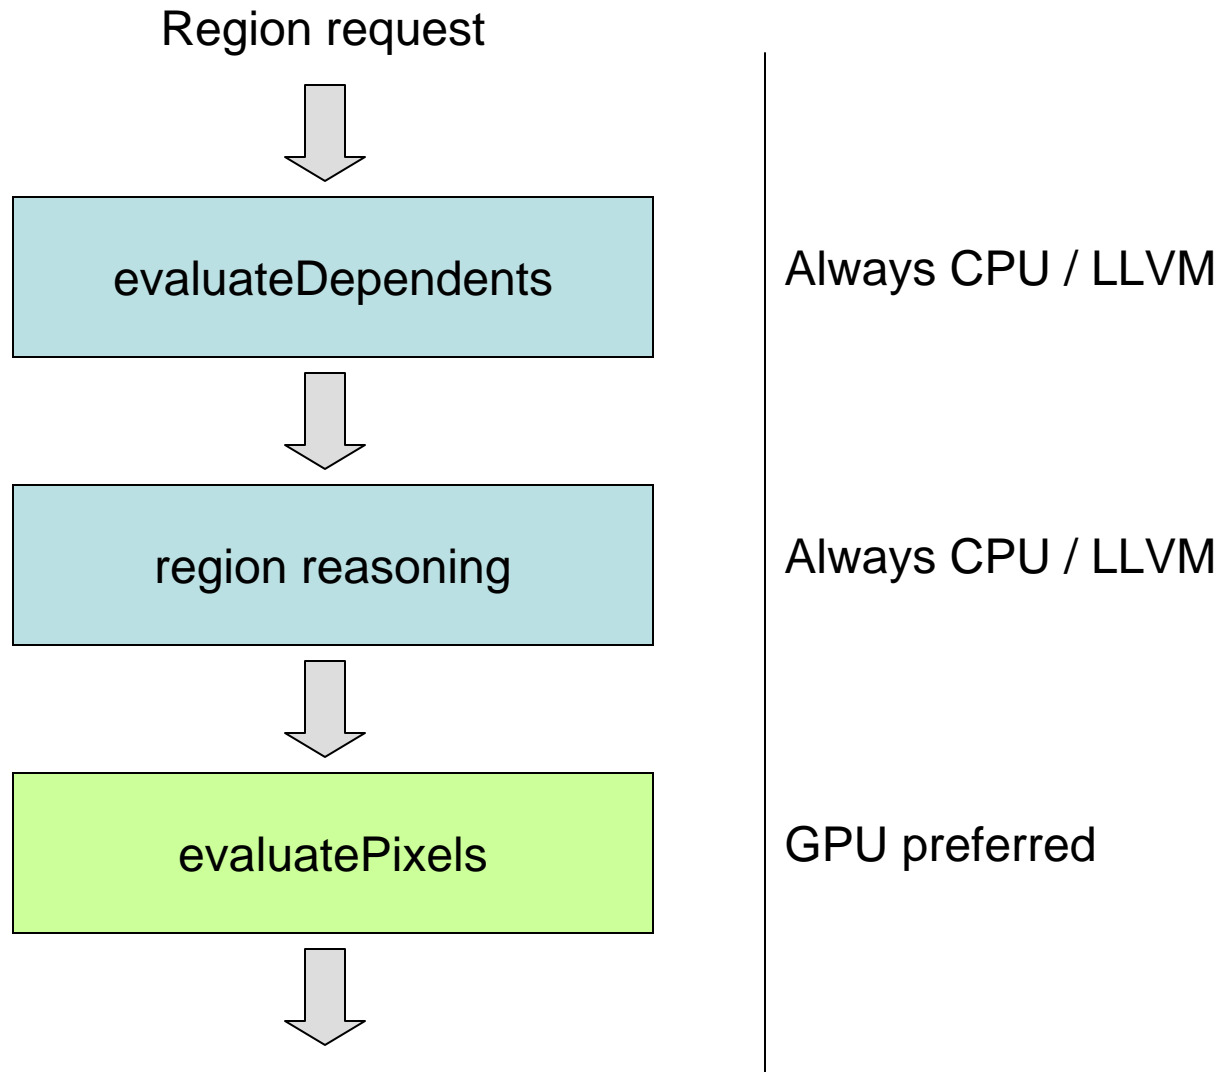 Region request
evaluateDependents
Always CPU / LLVM
region reasoning
Always CPU / LLVM
evaluatePixels
GPU preferred